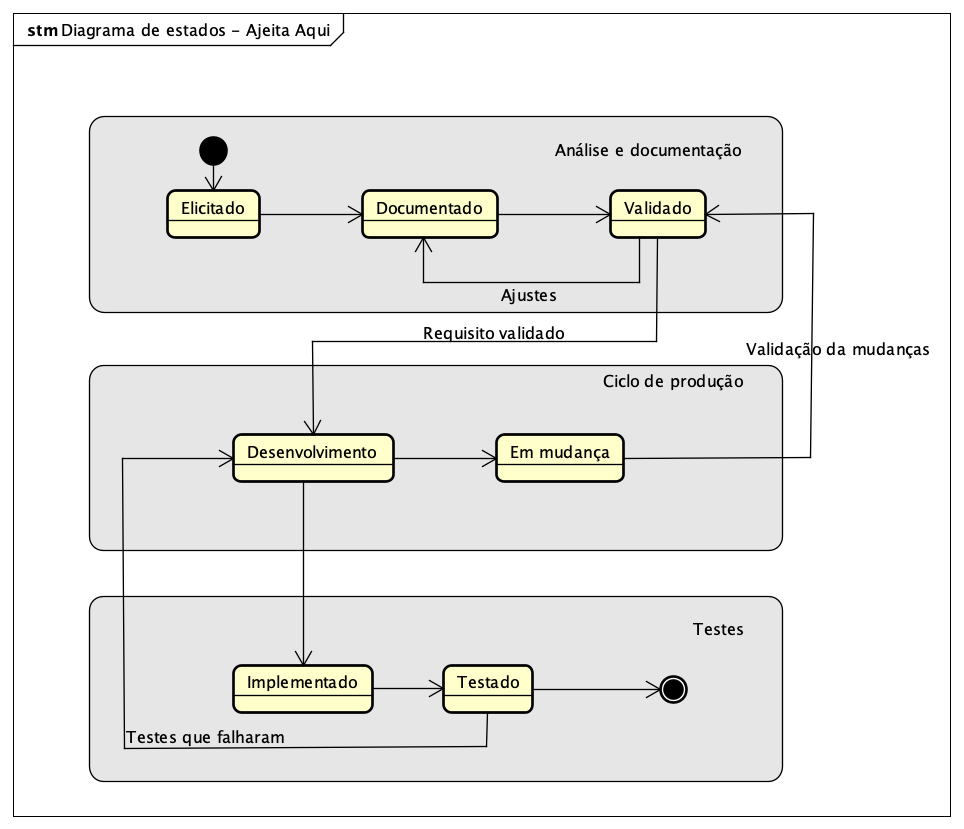 stm Diagrama de estados - Ajeita Aqui
Análise e documentação
Elicitado
Documentado
Validado
Ajustes
Requisito validado
Validação da mudanças
Ciclo de produção
Desenvolvimento
Em mudança
Testes
Implementado
Testado
Testes que falharam